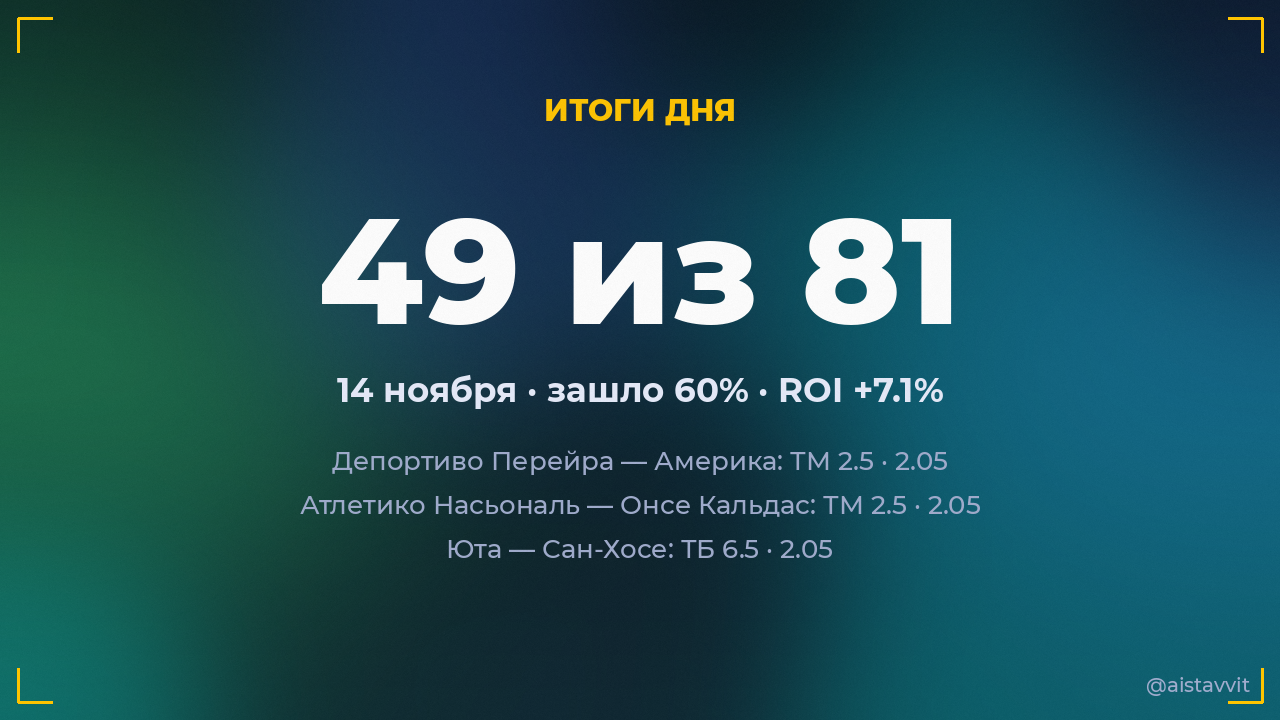 ИТОГИ ДНЯ
49 из 81
14 ноября · зашло 60% · ROI +7.1%
Депортиво Перейра — Америка: ТМ 2.5 · 2.05
Атлетико Насьональ — Онсе Кальдас: ТМ 2.5 · 2.05
Юта — Сан-Хосе: ТБ 6.5 · 2.05
@aistavvit